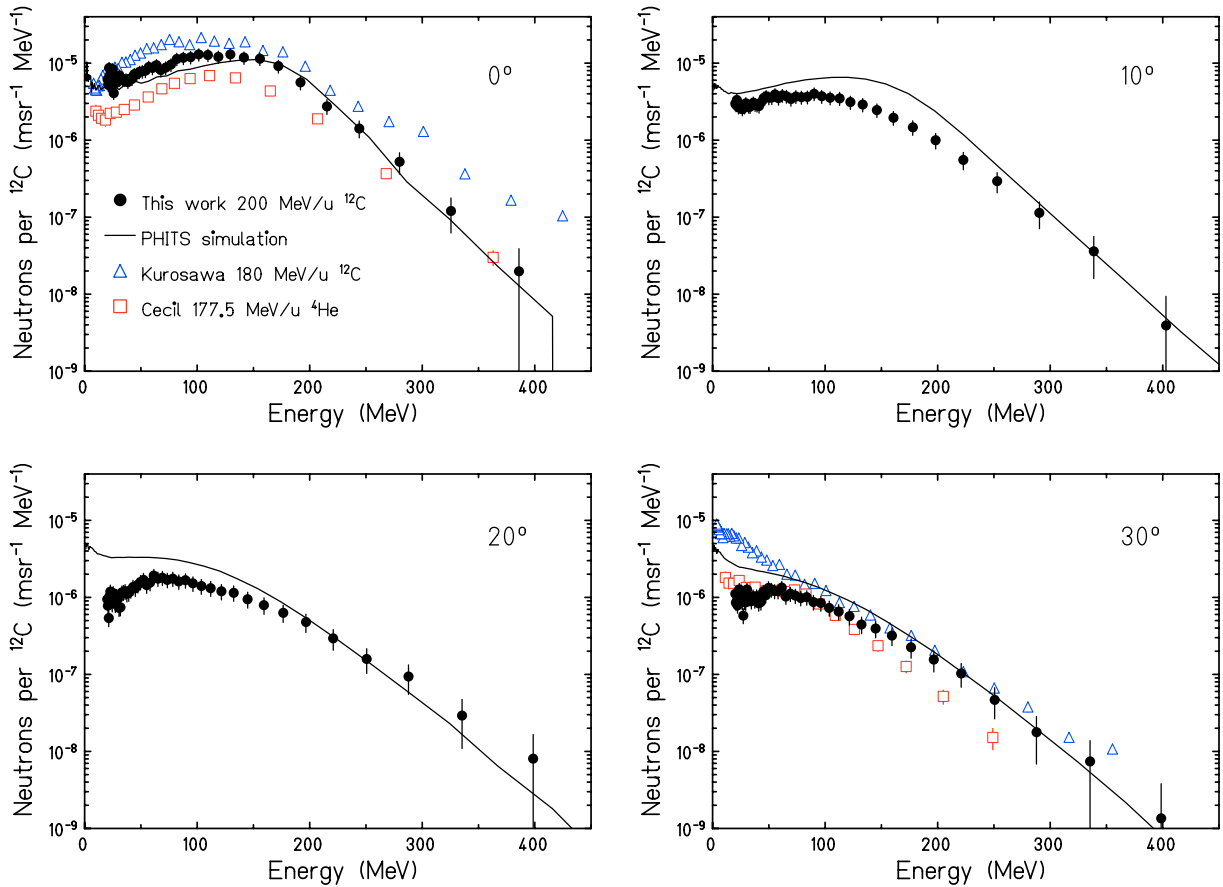 Neutrons per ¹²C (msr⁻¹ MeV⁻¹)
10⁻⁵
10⁻⁶
10⁻⁷
10⁻⁸
10⁻⁹
0º
This work 200 MeV/u ¹²C
PHITS simulation
Kurosawa 180 MeV/u ¹²C
Cecil 177.5 MeV/u ⁴He
0 100 200 300 400
Energy (MeV)
Neutrons per ¹²C (msr⁻¹ MeV⁻¹)
10⁻⁵
10⁻⁶
10⁻⁷
10⁻⁸
10⁻⁹
10º
0 100 200 300 400
Energy (MeV)
Neutrons per ¹²C (msr⁻¹ MeV⁻¹)
10⁻⁵
10⁻⁶
10⁻⁷
10⁻⁸
10⁻⁹
20º
0 100 200 300 400
Energy (MeV)
Neutrons per ¹²C (msr⁻¹ MeV⁻¹)
10⁻⁵
10⁻⁶
10⁻⁷
10⁻⁸
10⁻⁹
30º
0 100 200 300 400
Energy (MeV)